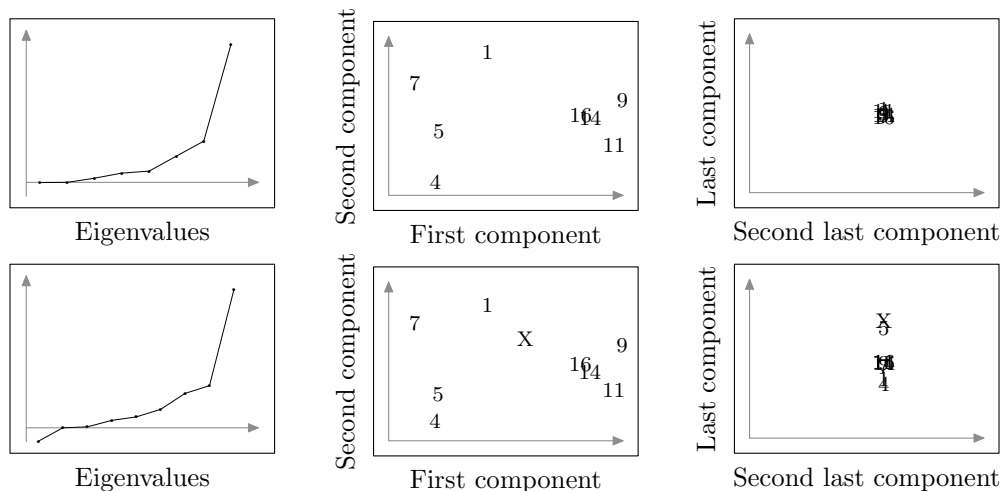 Second component
Last component
1
7
9
16
14
5
11
4
Eigenvalues
First component
Second last component
Second component
Last component
1
7
X
9
16
14
11
5
4
X
5
4
Eigenvalues
First component
Second last component